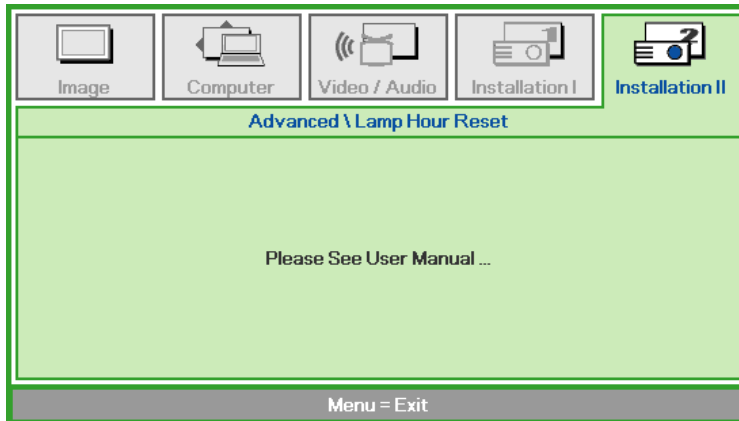 Image
Computer
Video / Audio
Installation I
Installation II
Advanced \ Lamp Hour Reset
Please See User Manual ...
Menu = Exit